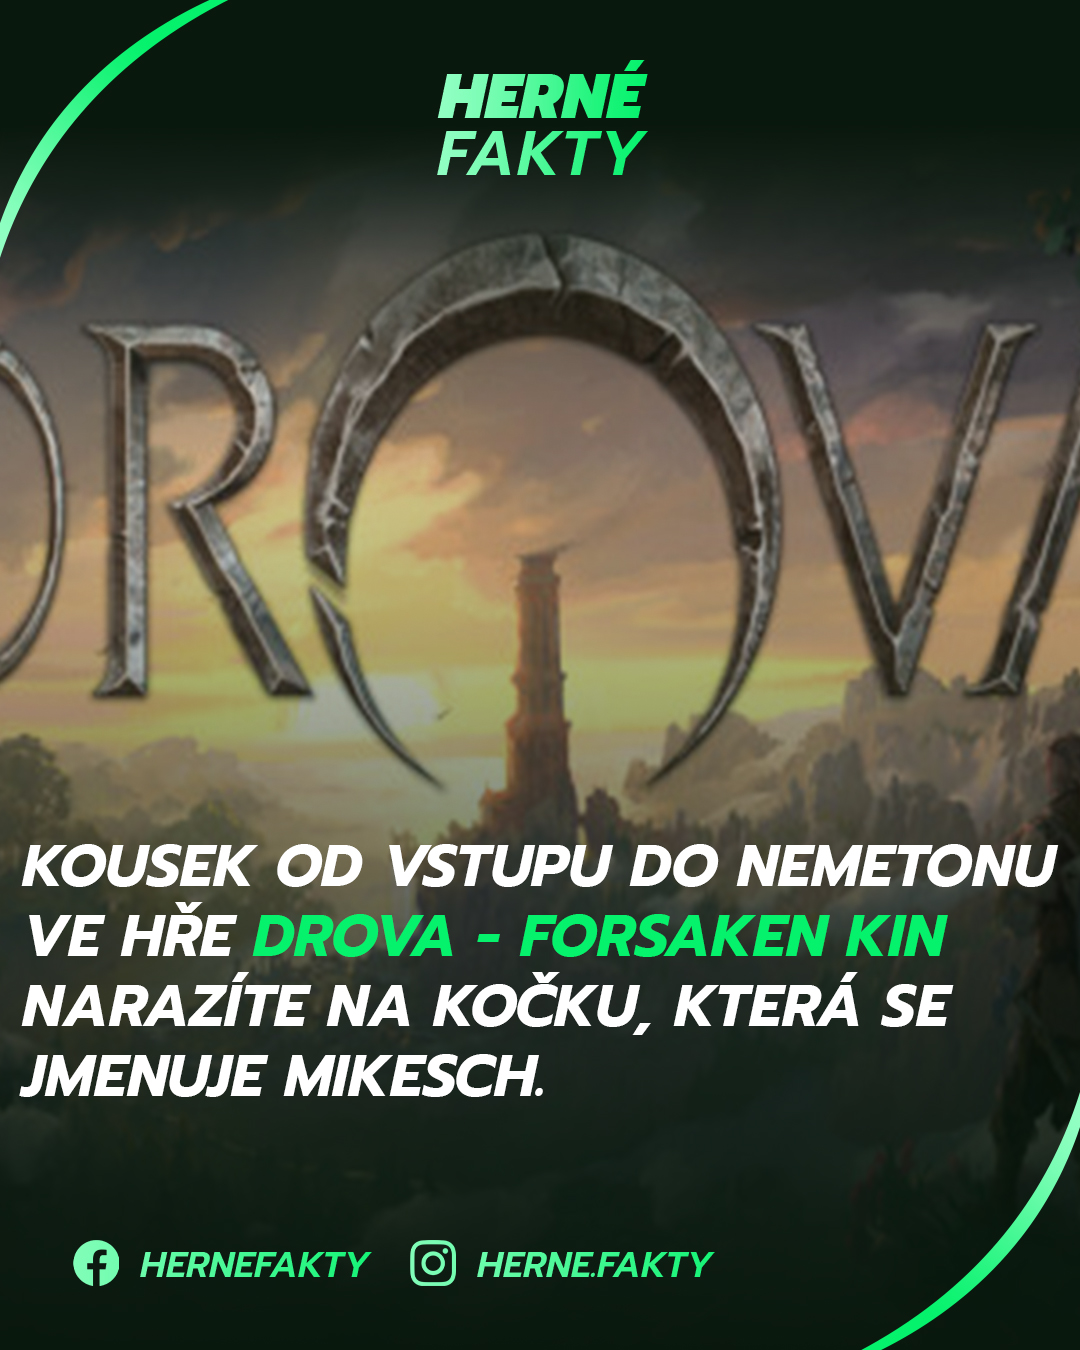 HERNÉ
FAKTY
DROVA
KOUSEK OD VSTUPU DO NEMETONU
VE HŘE DROVA - FORSAKEN KIN
NARAZÍTE NA KOČKU, KTERÁ SE
JMENUJE MIKESCH.
HERNEFAKTY HERNE.FAKTY